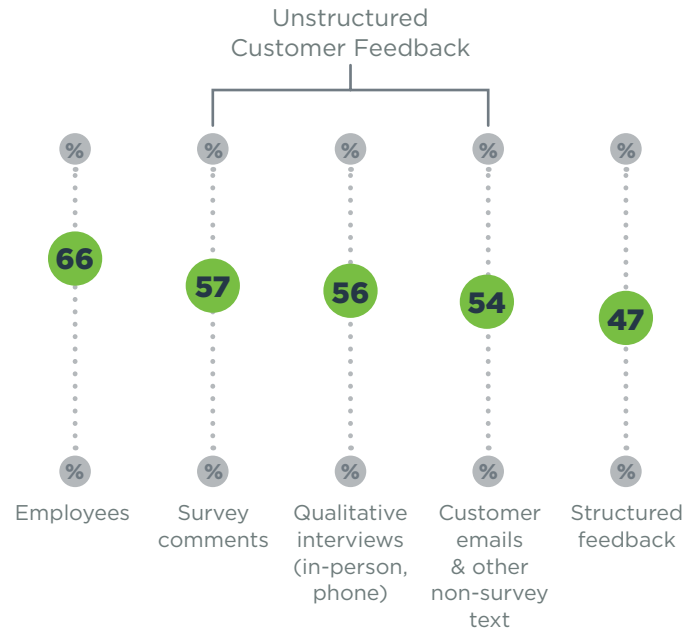 Unstructured
Customer Feedback
% % % % %
66
57
56
54
47
% % % % %
Employees
Survey
comments
Qualitative
interviews
(in-person,
phone)
Customer
emails
& other
non-survey
text
Structured
feedback